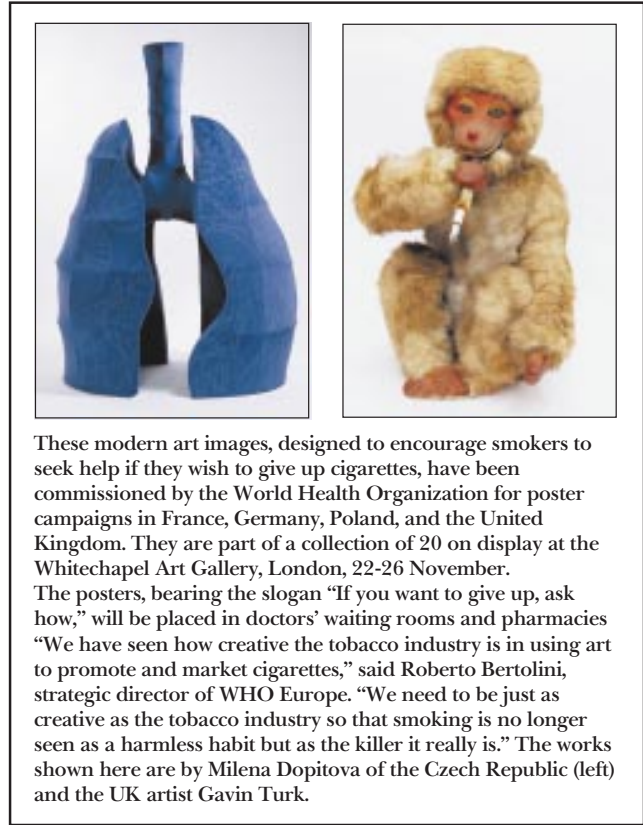 These modern art images, designed to encourage smokers to
seek help if they wish to give up cigarettes, have been
commissioned by the World Health Organization for poster
campaigns in France, Germany, Poland, and the United
Kingdom. They are part of a collection of 20 on display at the
Whitechapel Art Gallery, London, 22-26 November.
The posters, bearing the slogan “If you want to give up, ask
how,” will be placed in doctors’ waiting rooms and pharmacies
“We have seen how creative the tobacco industry is in using art
to promote and market cigarettes,” said Roberto Bertolini,
strategic director of WHO Europe. “We need to be just as
creative as the tobacco industry so that smoking is no longer
seen as a harmless habit but as the killer it really is.” The works
shown here are by Milena Dopitova of the Czech Republic (left)
and the UK artist Gavin Turk.